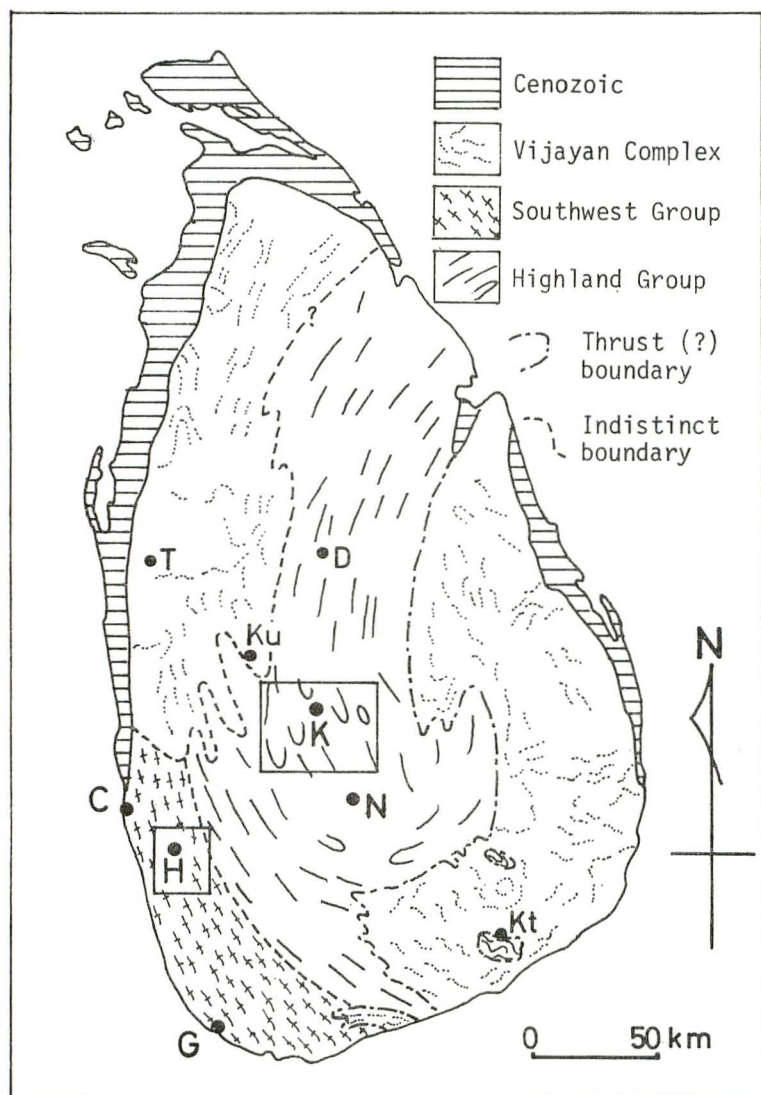 Cenozoic
Vijayan Complex
Southwest Group
Highland Group
Thrust (?)
boundary
Indistinct
boundary
?
T
D
Ku
K
N
N
C
H
Kt
G
0 50 km